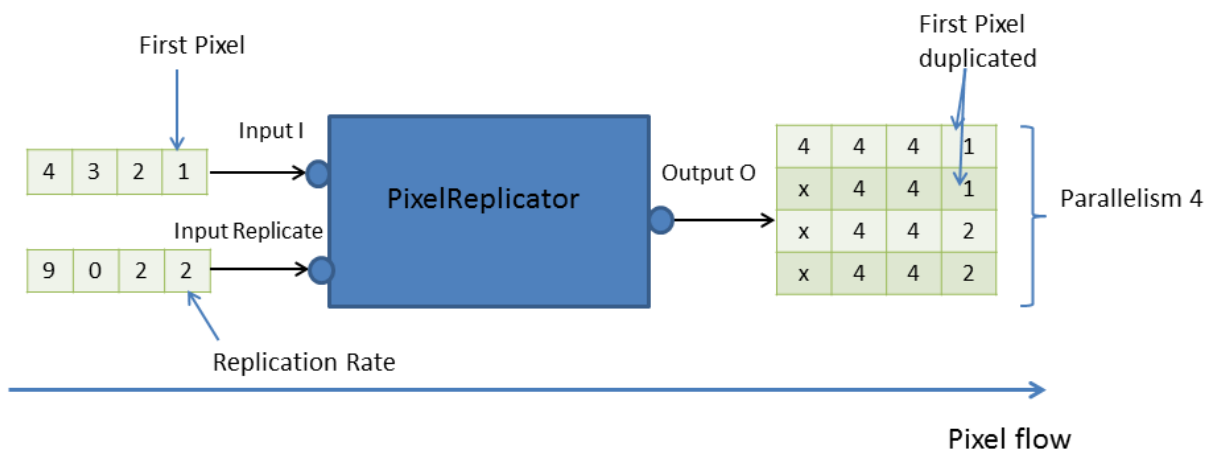 First Pixel
First Pixel
duplicated
Input I
4 3 2 1
PixelReplicator
Output O
4 4 4 1
x 4 4 1
x 4 4 2
x 4 4 2
Parallelism 4
Input Replicate
9 0 2 2
Replication Rate
Pixel flow